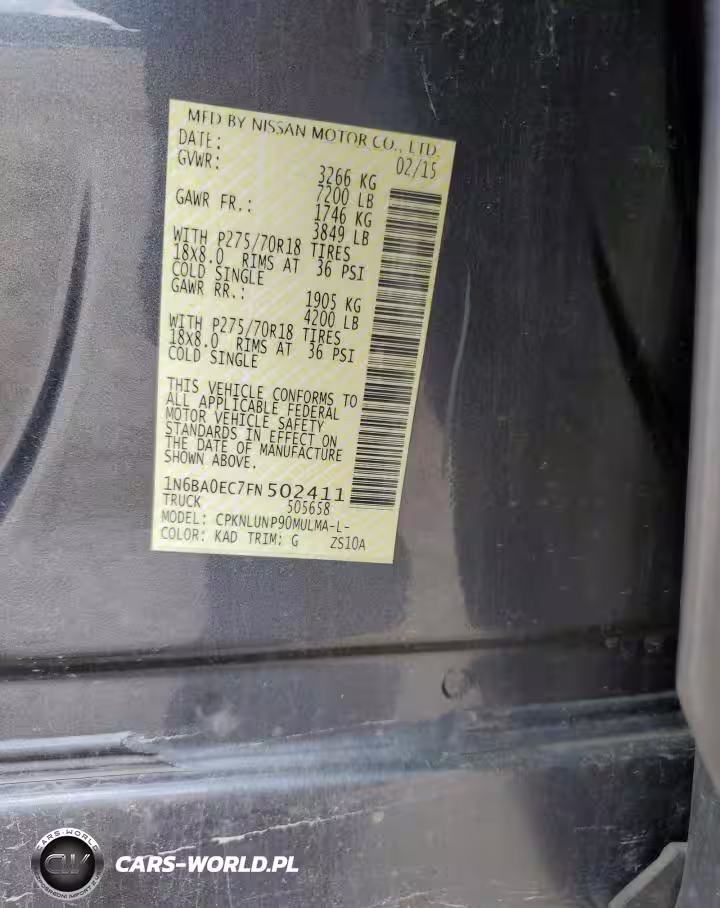 MFD BY NISSAN MOTOR CO., LTD.
DATE: 02/15
GVWR: 3266 KG
7200 LB
GAWR FR.: 1746 KG
3849 LB
WITH P275/70R18 TIRES
18X8.0 RIMS AT 36 PSI
COLD SINGLE
GAWR RR.: 1905 KG
4200 LB
WITH P275/70R18 TIRES
18X8.0 RIMS AT 36 PSI
COLD SINGLE
THIS VEHICLE CONFORMS TO
ALL APPLICABLE FEDERAL
MOTOR VEHICLE SAFETY
STANDARDS IN EFFECT ON
THE DATE OF MANUFACTURE
SHOWN ABOVE.
1N6BA0EC7FN502411
TRUCK 505658
MODEL: CPKNLUNP90MULMA-L-
COLOR: KAD TRIM: G ZS10A
CARS-WORLD
CW
CARS-WORLD.PL